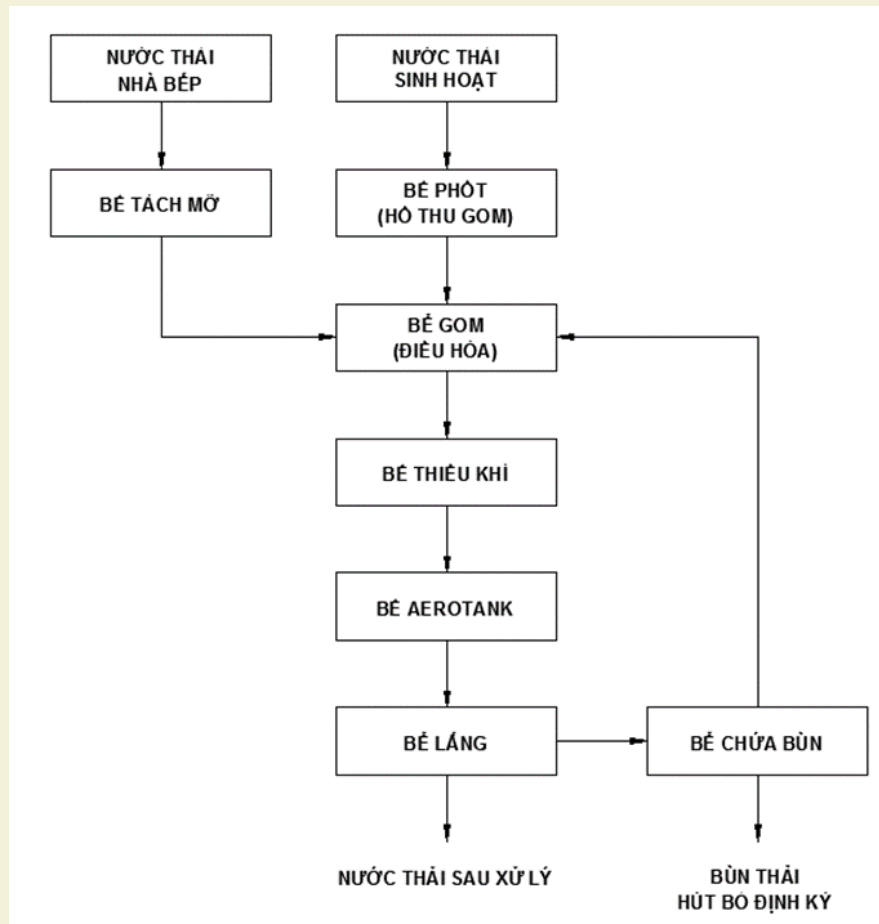 NƯỚC THẢI
NHÀ BẾP
NƯỚC THẢI
SINH HOẠT
BỂ TÁCH MỠ
BỂ PHỐT
(HỐ THU GOM)
BỂ GOM
(ĐIỀU HÒA)
BỂ THIẾU KHÍ
BỂ AEROTANK
BỂ LẮNG
BỂ CHỨA BÙN
NƯỚC THẢI SAU XỬ LÝ
BÙN THẢI
HÚT BỎ ĐỊNH KỲ